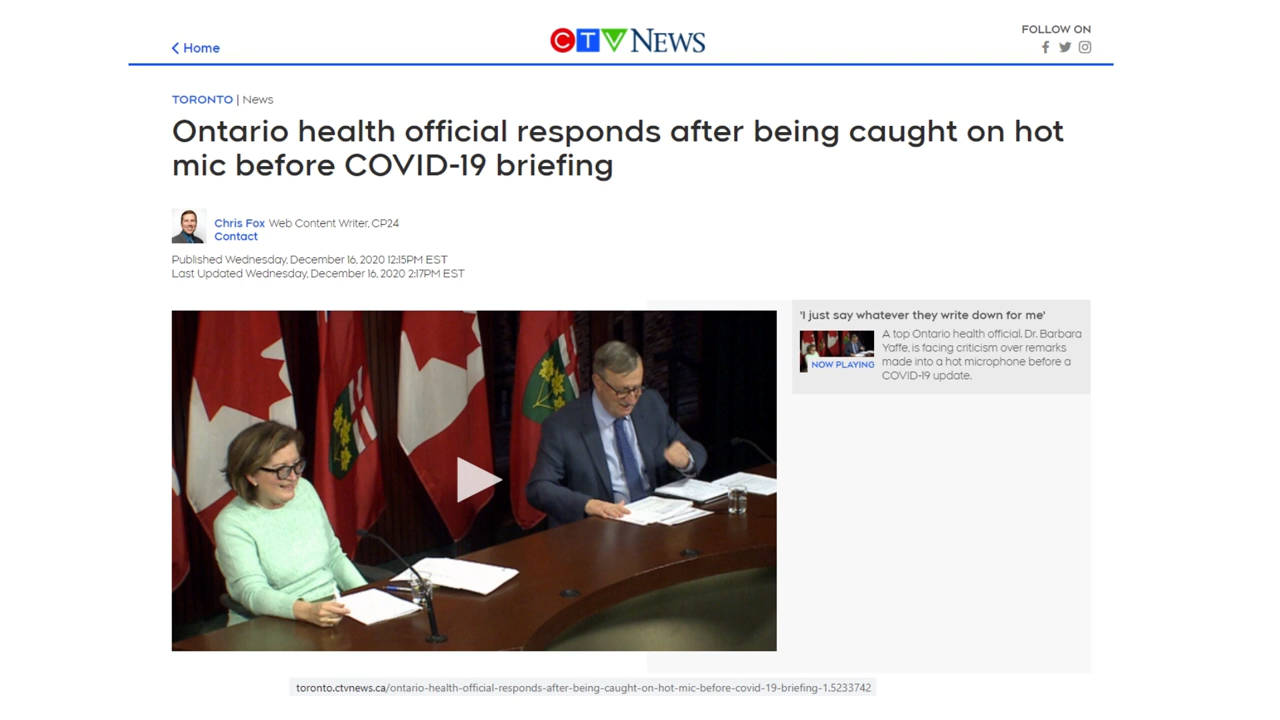 Home
CTV NEWS
FOLLOW ON
TORONTO | News
Ontario health official responds after being caught on hot
mic before COVID-19 briefing
Chris Fox Web Content Writer, CP24
Contact
Published Wednesday, December 16, 2020 12:15PM EST
Last Updated Wednesday, December 16, 2020 2:17PM EST
'I just say whatever they write down for me'
A top Ontario health official, Dr. Barbara
Yaffe, is facing criticism over remarks
made into a hot microphone before a
COVID-19 update.
NOW PLAYING
toronto.ctvnews.ca/ontario-health-official-responds-after-being-caught-on-hot-mic-before-covid-19-briefing-1.5233742